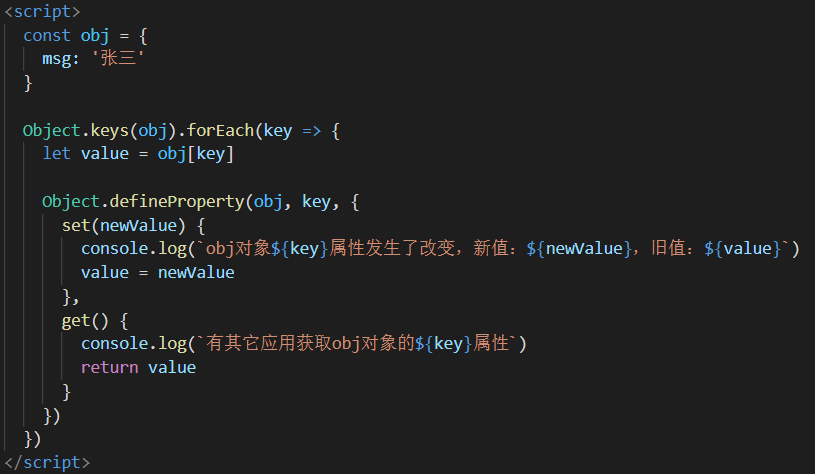 <script>
const obj = {
msg: '张三'
}
Object.keys(obj).forEach(key => {
let value = obj[key]
Object.defineProperty(obj, key, {
set(newValue) {
console.log(`obj对象${key}属性发生了改变，新值：${newValue}，旧值：${value}`)
value = newValue
},
get() {
console.log(`有其它应用获取obj对象的${key}属性`)
return value
}
})
})
</script>